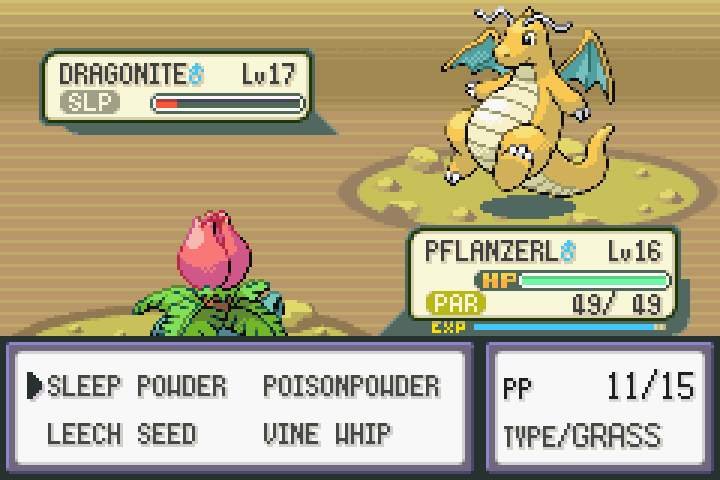 DRAGONITE♂ Lv17
SLP
PFLANZERL♂ Lv16
HP
PAR 49/ 49
EXP
SLEEP POWDER POISONPOWDER
LEECH SEED VINE WHIP
PP 11/15
TYPE/GRASS